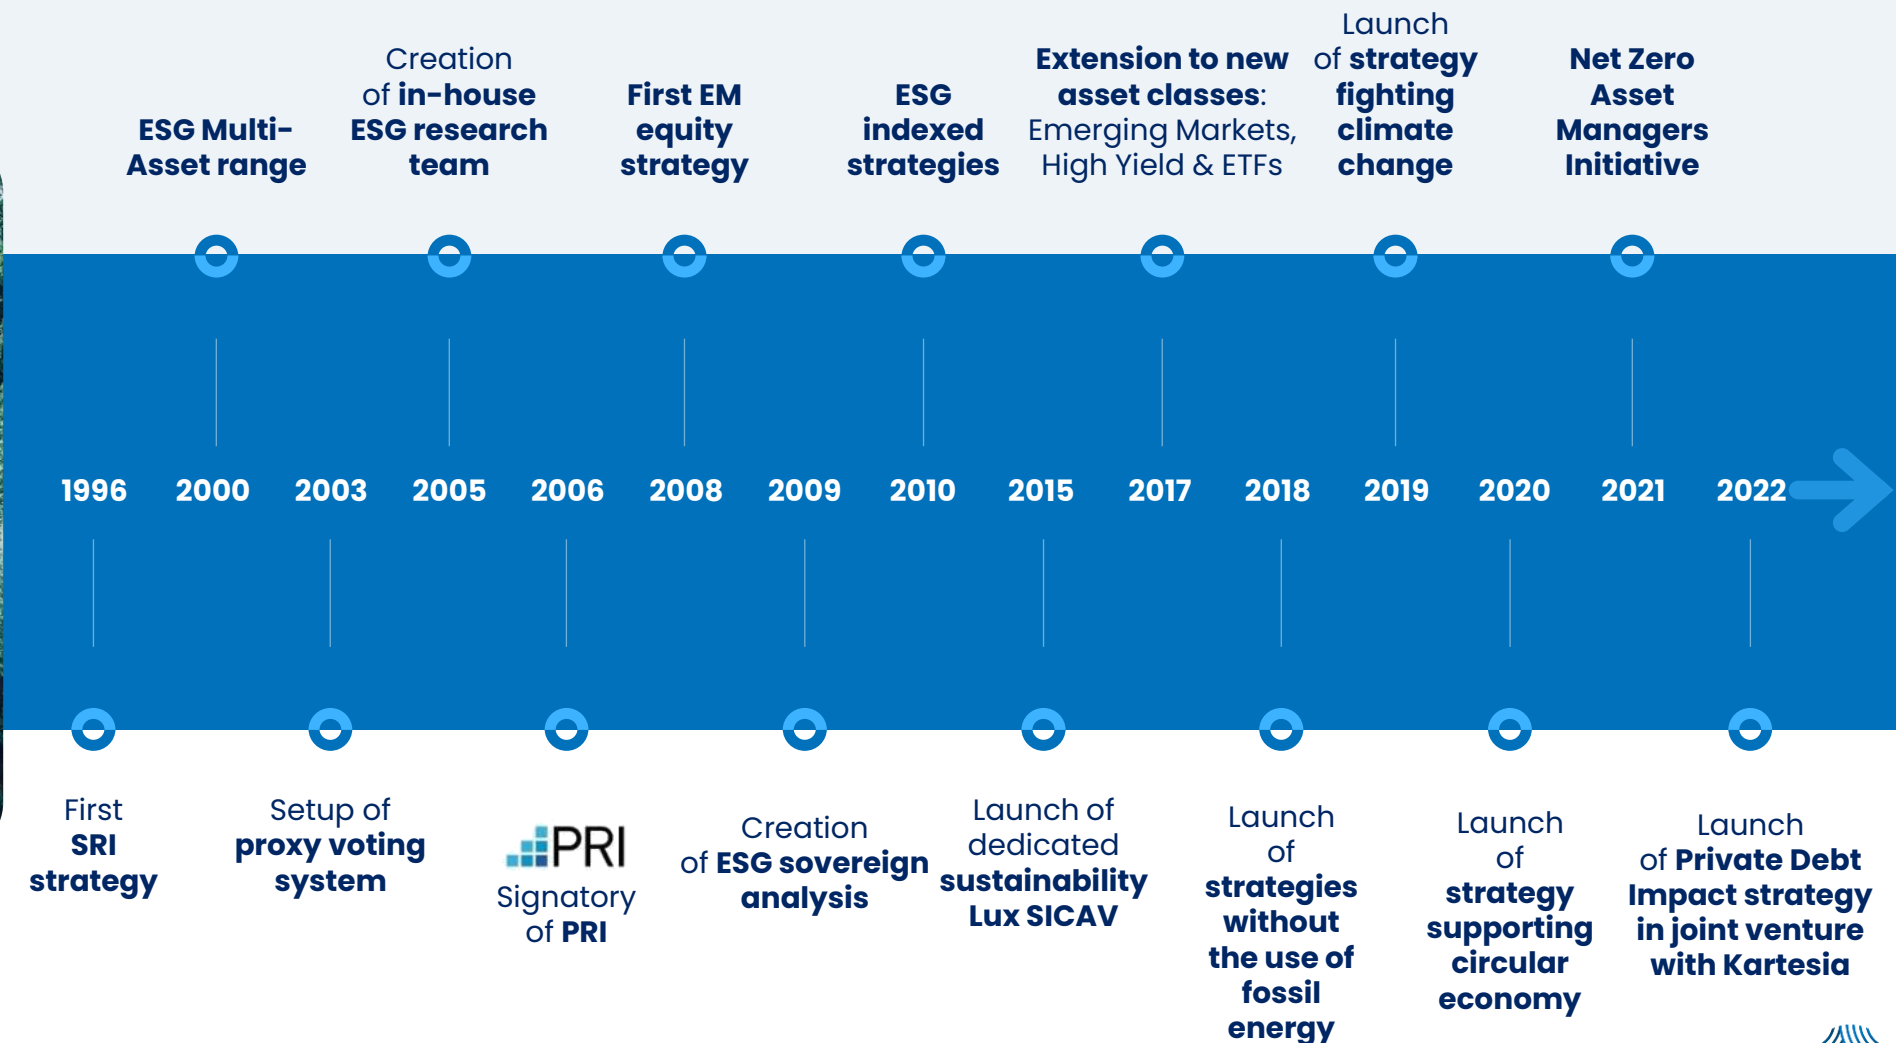 ESG Multi-
Asset range
Creation
of in-house
ESG research
team
First EM
equity
strategy
ESG
indexed
strategies
Extension to new
asset classes:
Emerging Markets,
High Yield & ETFs
Launch
of strategy
fighting
climate
change
Net Zero
Asset
Managers
Initiative
1996 2000 2003 2005 2006 2008 2009 2010 2015 2017 2018 2019 2020 2021 2022
First
SRI
strategy
Setup of
proxy voting
system
PRI
Signatory
of PRI
Creation
of ESG sovereign
analysis
Launch of
dedicated
sustainability
Lux SICAV
Launch
of
strategies
without
the use of
fossil
energy
Launch
of
strategy
supporting
circular
economy
Launch
of Private Debt
Impact strategy
in joint venture
with Kartesia